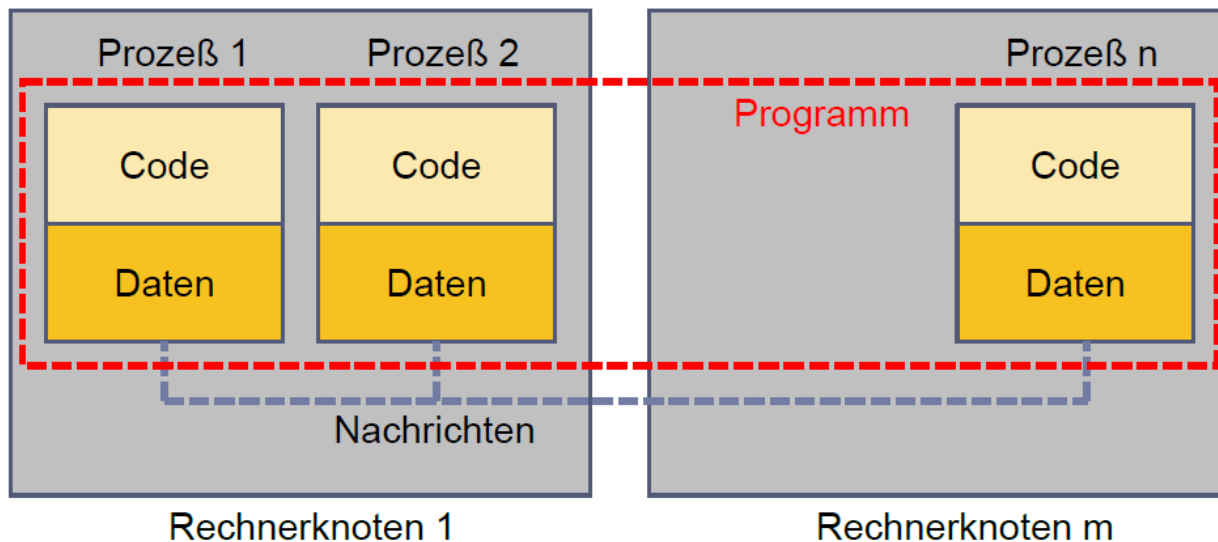 Prozeß 1
Prozeß 2
Prozeß n
Programm
Code
Code
Code
Daten
Daten
Daten
Nachrichten
Rechnerknoten 1
Rechnerknoten m